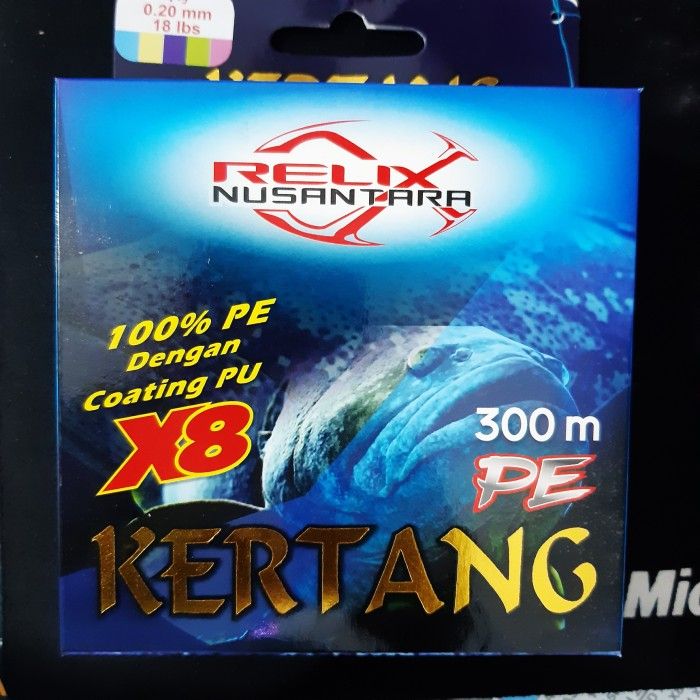 0.20 mm
18 lbs
RELIX
NUSANTARA
100% PE
Dengan
Coating PU
X8
300 m
PE
KERTANG